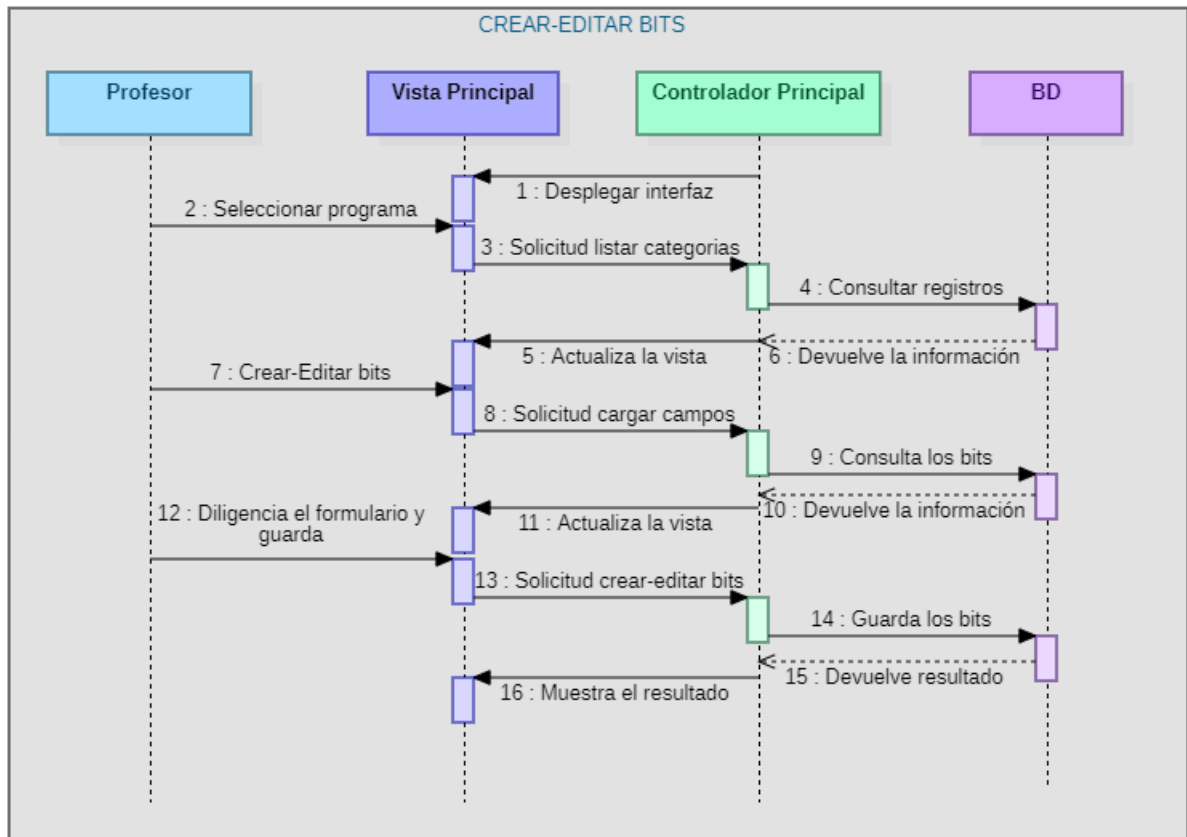 CREAR-EDITAR BITS
Profesor
Vista Principal
Controlador Principal
BD
1 : Desplegar interfaz
2 : Seleccionar programa
3 : Solicitud listar categorias
4 : Consultar registros
5 : Actualiza la vista
6 : Devuelve la información
7 : Crear-Editar bits
8 : Solicitud cargar campos
9 : Consulta los bits
10 : Devuelve la información
11 : Actualiza la vista
12 : Diligencia el formulario y
guarda
13 : Solicitud crear-editar bits
14 : Guarda los bits
15 : Devuelve resultado
16 : Muestra el resultado